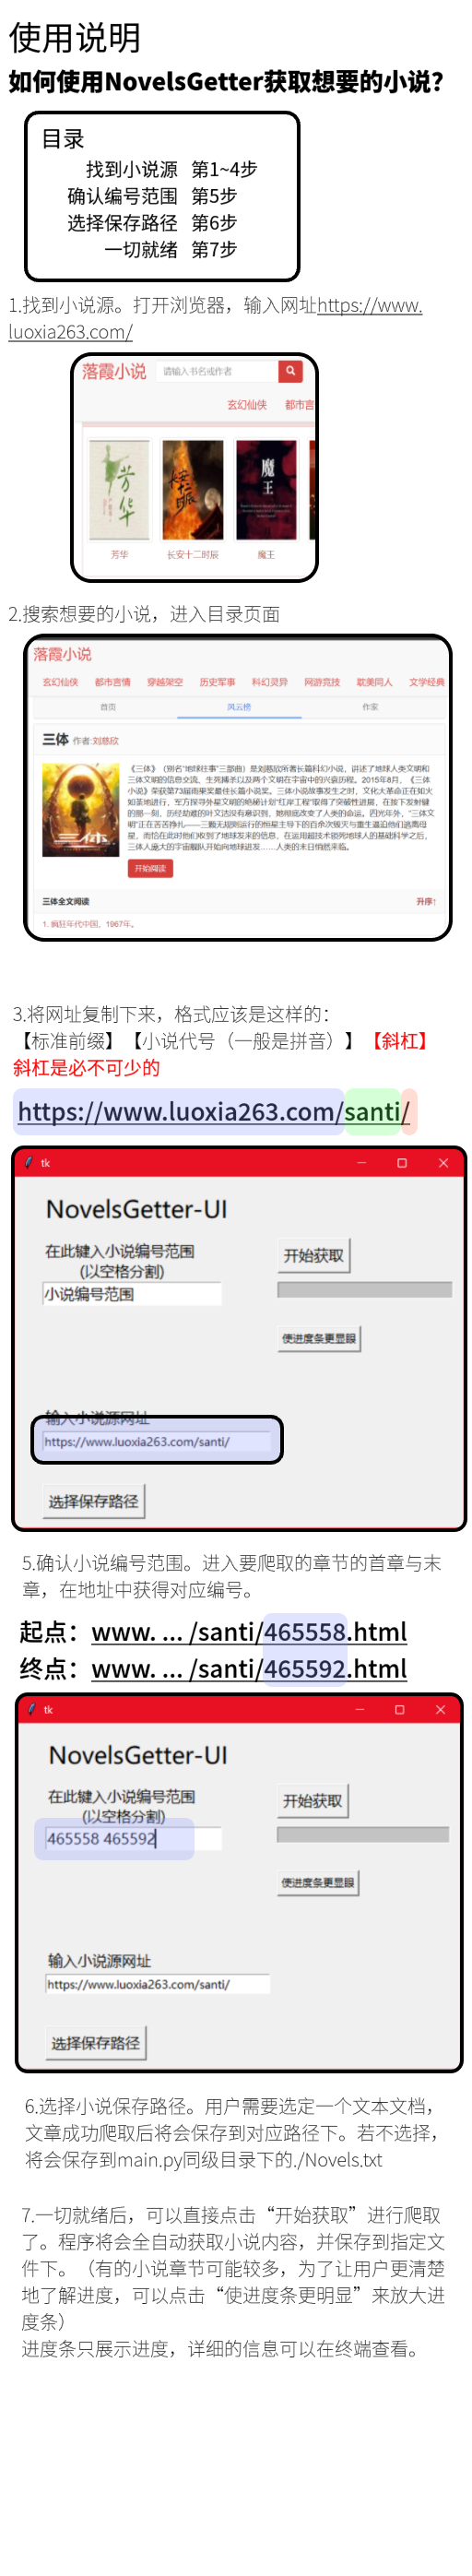 使用说明
如何使用NovelsGetter获取想要的小说？
目录
找到小说源 第1~4步
确认编号范围 第5步
选择保存路径 第6步
一切就绪 第7步
1.找到小说源。打开浏览器，输入网址https://www.
luoxia263.com/
落霞小说
请输入书名或作者
玄幻仙侠 都市言
芳华
长安十二时辰
魔王
芳华 长安十二时辰 魔王
2.搜索想要的小说，进入目录页面
落霞小说
玄幻仙侠 都市言情 穿越架空 历史军事 科幻灵异 网游竞技 耽美同人 文学经典
首页 风云榜 作家
三体 作者:刘慈欣
三体
开始阅读
三体全文阅读 升序↑
1. 疯狂年代中国，1967年。
3.将网址复制下来，格式应该是这样的：
【标准前缀】【小说代号（一般是拼音）】【斜杠】
斜杠是必不可少的
https://www.luoxia263.com/santi/
tk
NovelsGetter-UI
在此键入小说编号范围
(以空格分割)
小说编号范围
开始获取
使进度条更显眼
输入小说源网址
https://www.luoxia263.com/santi/
选择保存路径
5.确认小说编号范围。进入要爬取的章节的首章与末
章，在地址中获得对应编号。
起点：www. ... /santi/465558.html
终点：www. ... /santi/465592.html
tk
NovelsGetter-UI
在此键入小说编号范围
(以空格分割)
465558 465592
开始获取
使进度条更显眼
输入小说源网址
https://www.luoxia263.com/santi/
选择保存路径
6.选择小说保存路径。用户需要选定一个文本文档，
文章成功爬取后将会保存到对应路径下。若不选择，
将会保存到main.py同级目录下的./Novels.txt
7.一切就绪后，可以直接点击“开始获取”进行爬取
了。程序将会全自动获取小说内容，并保存到指定文
件下。（有的小说章节可能较多，为了让用户更清楚
地了解进度，可以点击“使进度条更明显”来放大进
度条）
进度条只展示进度，详细的信息可以在终端查看。